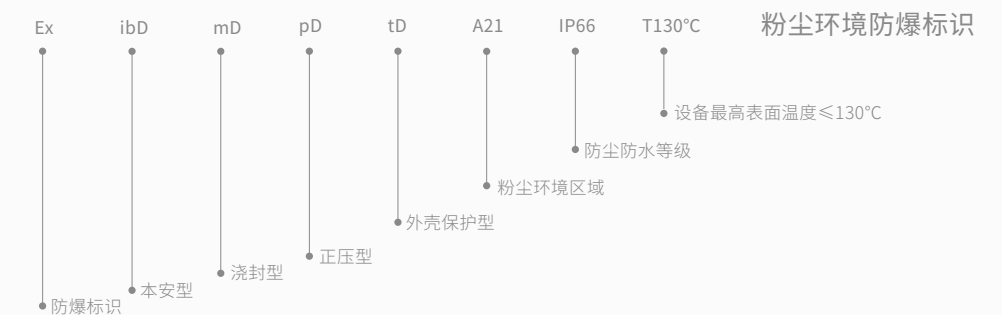 Ex ibD mD pD tD A21 IP66 T130℃ 粉尘环境防爆标识
设备最高表面温度≤130℃
防尘防水等级
粉尘环境区域
外壳保护型
正压型
浇封型
本安型
防爆标识